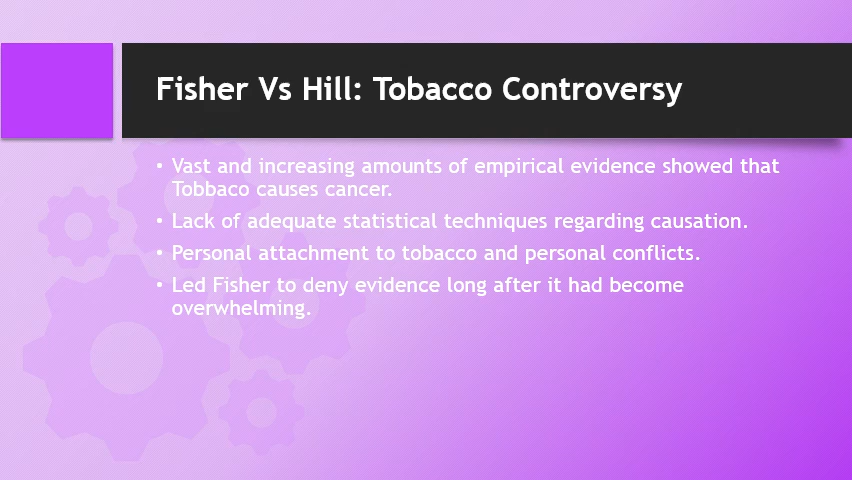 Fisher Vs Hill: Tobacco Controversy
• Vast and increasing amounts of empirical evidence showed that
Tobbaco causes cancer.
• Lack of adequate statistical techniques regarding causation.
• Personal attachment to tobacco and personal conflicts.
• Led Fisher to deny evidence long after it had become
overwhelming.